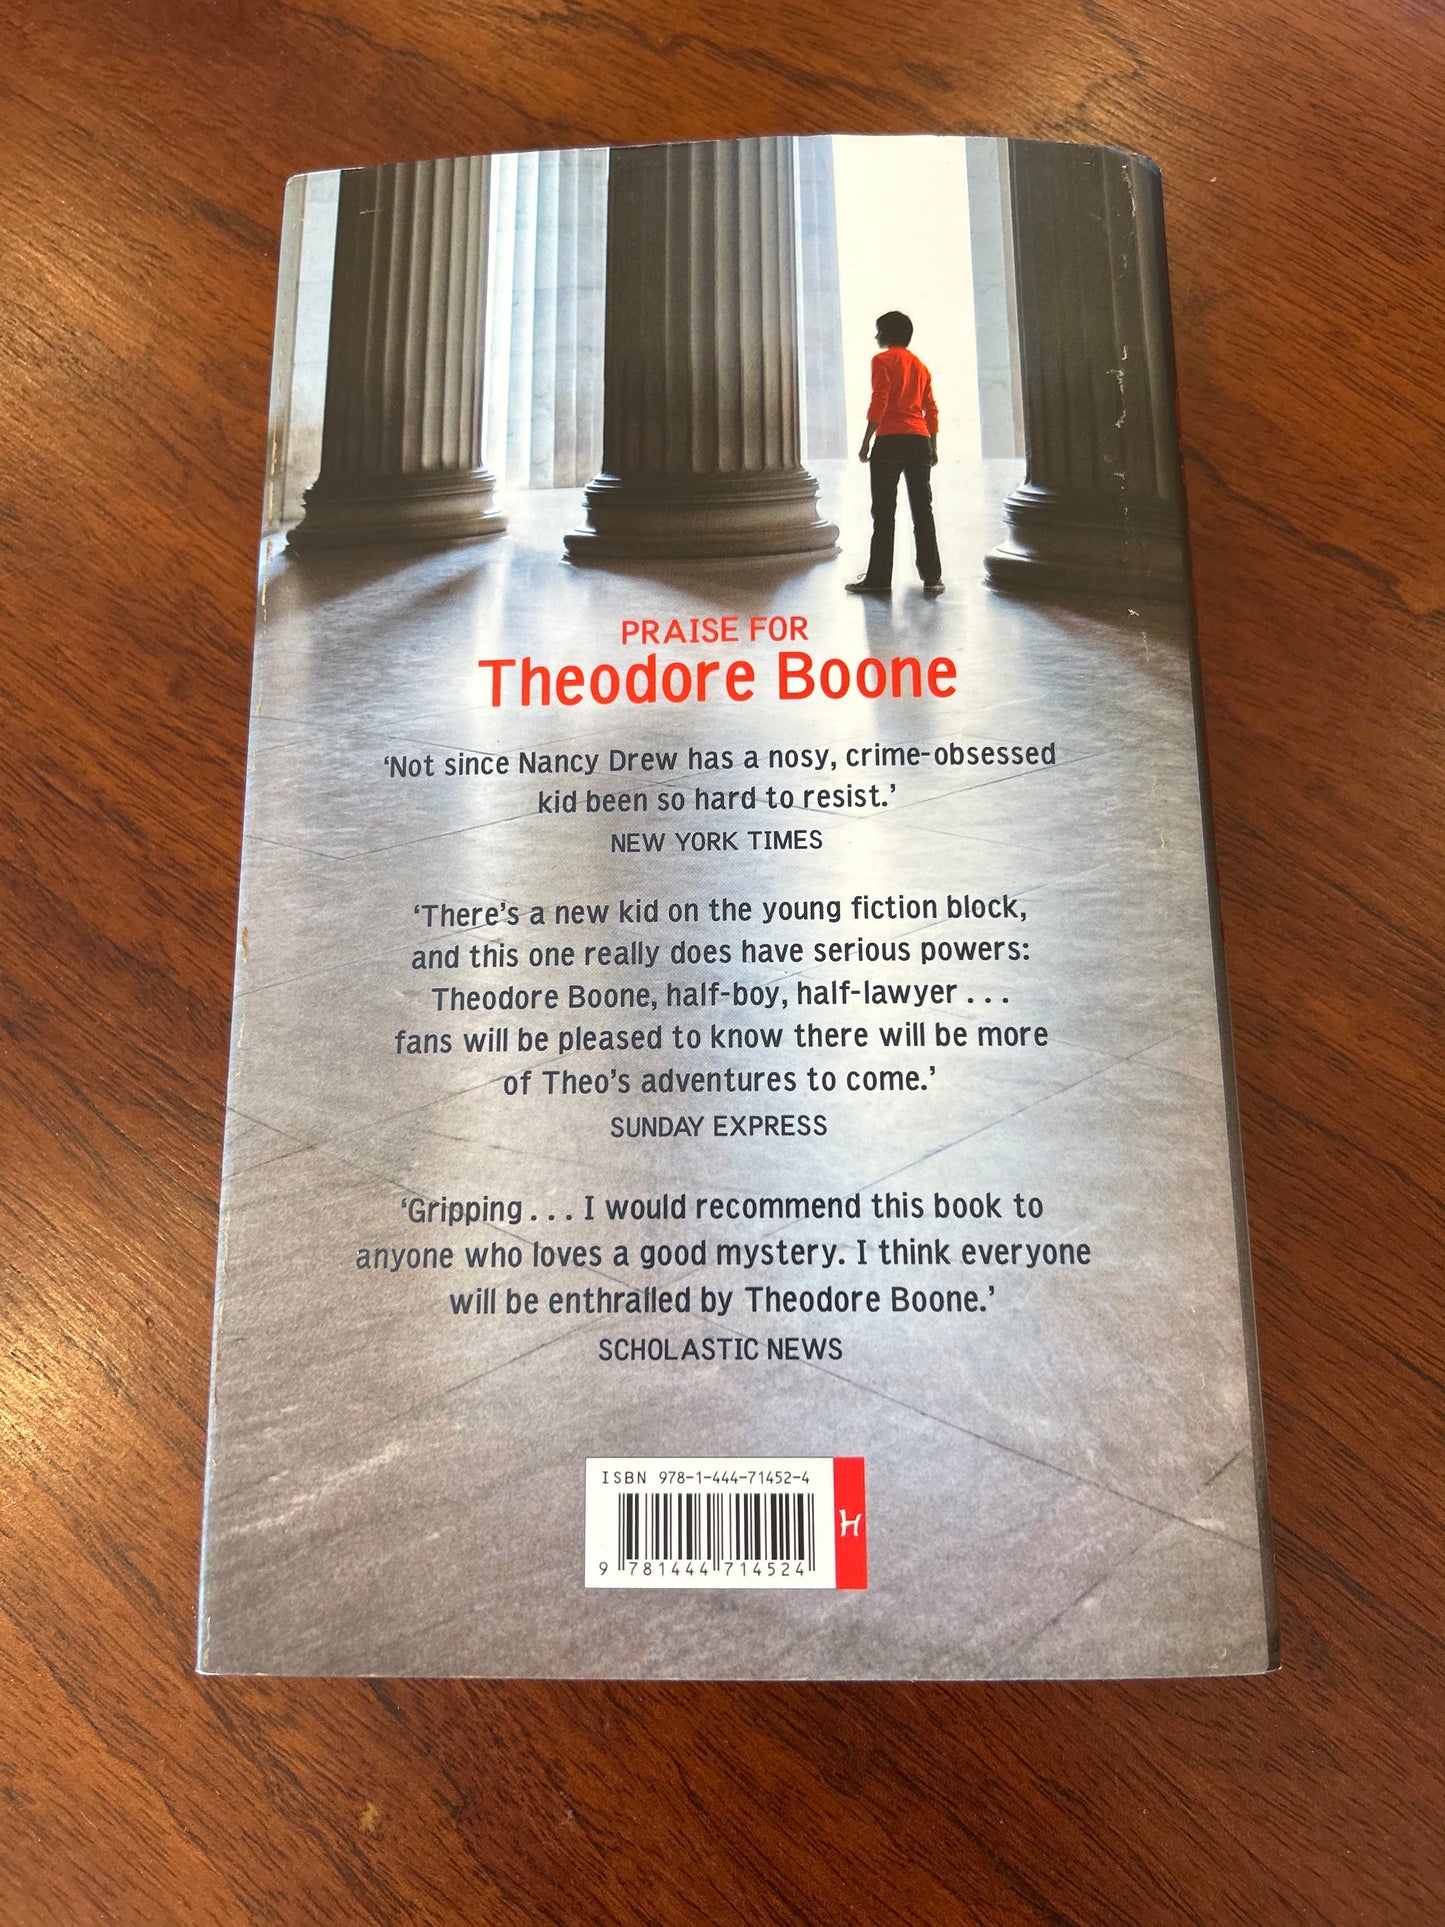 PRAISE FOR
Theodore Boone
‘Not since Nancy Drew has a nosy, crime-obsessed
kid been so hard to resist.’
NEW YORK TIMES
‘There’s a new kid on the young fiction block,
and this one really does have serious powers:
Theodore Boone, half-boy, half-lawyer . . .
fans will be pleased to know there will be more
of Theo’s adventures to come.’
SUNDAY EXPRESS
‘Gripping . . . I would recommend this book to
anyone who loves a good mystery. I think everyone
will be enthralled by Theodore Boone.’
SCHOLASTIC NEWS
ISBN 978-1-444-71452-4
H
9 781444 714524